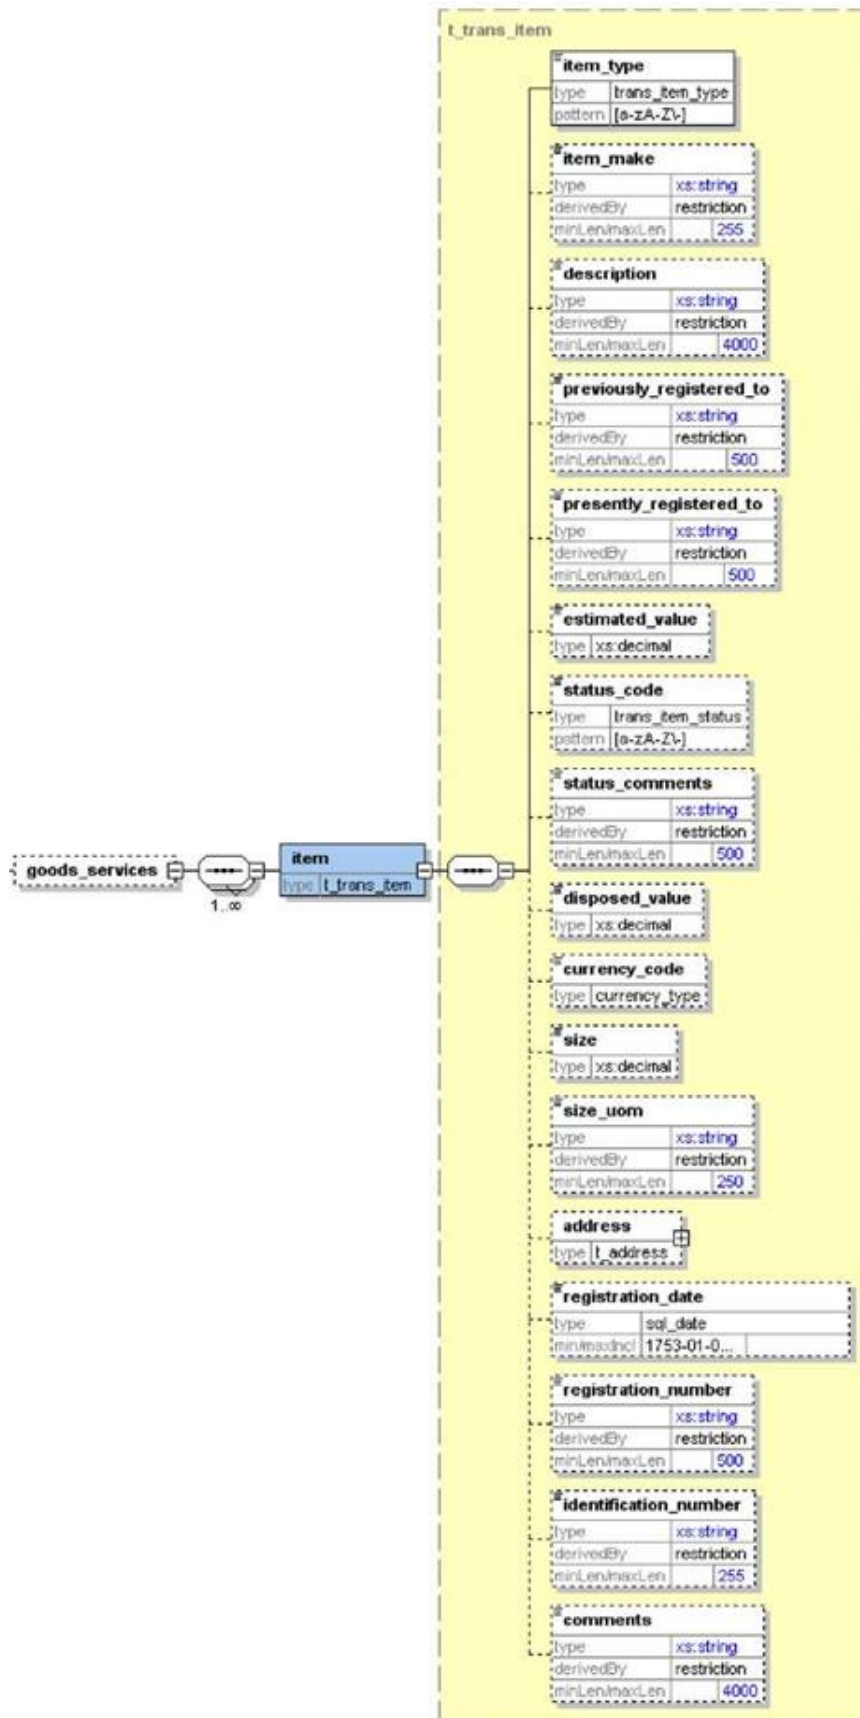 t_trans_item
item_type
type trans_item_type
pattern [a-zA-Z\-]
item_make
type xs:string
derivedBy restriction
minLen/maxLen 255
description
type xs:string
derivedBy restriction
minLen/maxLen 4000
previously_registered_to
type xs:string
derivedBy restriction
minLen/maxLen 500
presently_registered_to
type xs:string
derivedBy restriction
minLen/maxLen 500
estimated_value
type xs:decimal
status_code
type trans_item_status
pattern [a-zA-Z\-]
status_comments
type xs:string
derivedBy restriction
minLen/maxLen 500
goods_services
1..∞
item
type t_trans_item
disposed_value
type xs:decimal
currency_code
type currency_type
size
type xs:decimal
size_uom
type xs:string
derivedBy restriction
minLen/maxLen 250
address
type t_address
registration_date
type sql_date
min/maxIncl 1753-01-0...
registration_number
type xs:string
derivedBy restriction
minLen/maxLen 500
identification_number
type xs:string
derivedBy restriction
minLen/maxLen 255
comments
type xs:string
derivedBy restriction
minLen/maxLen 4000